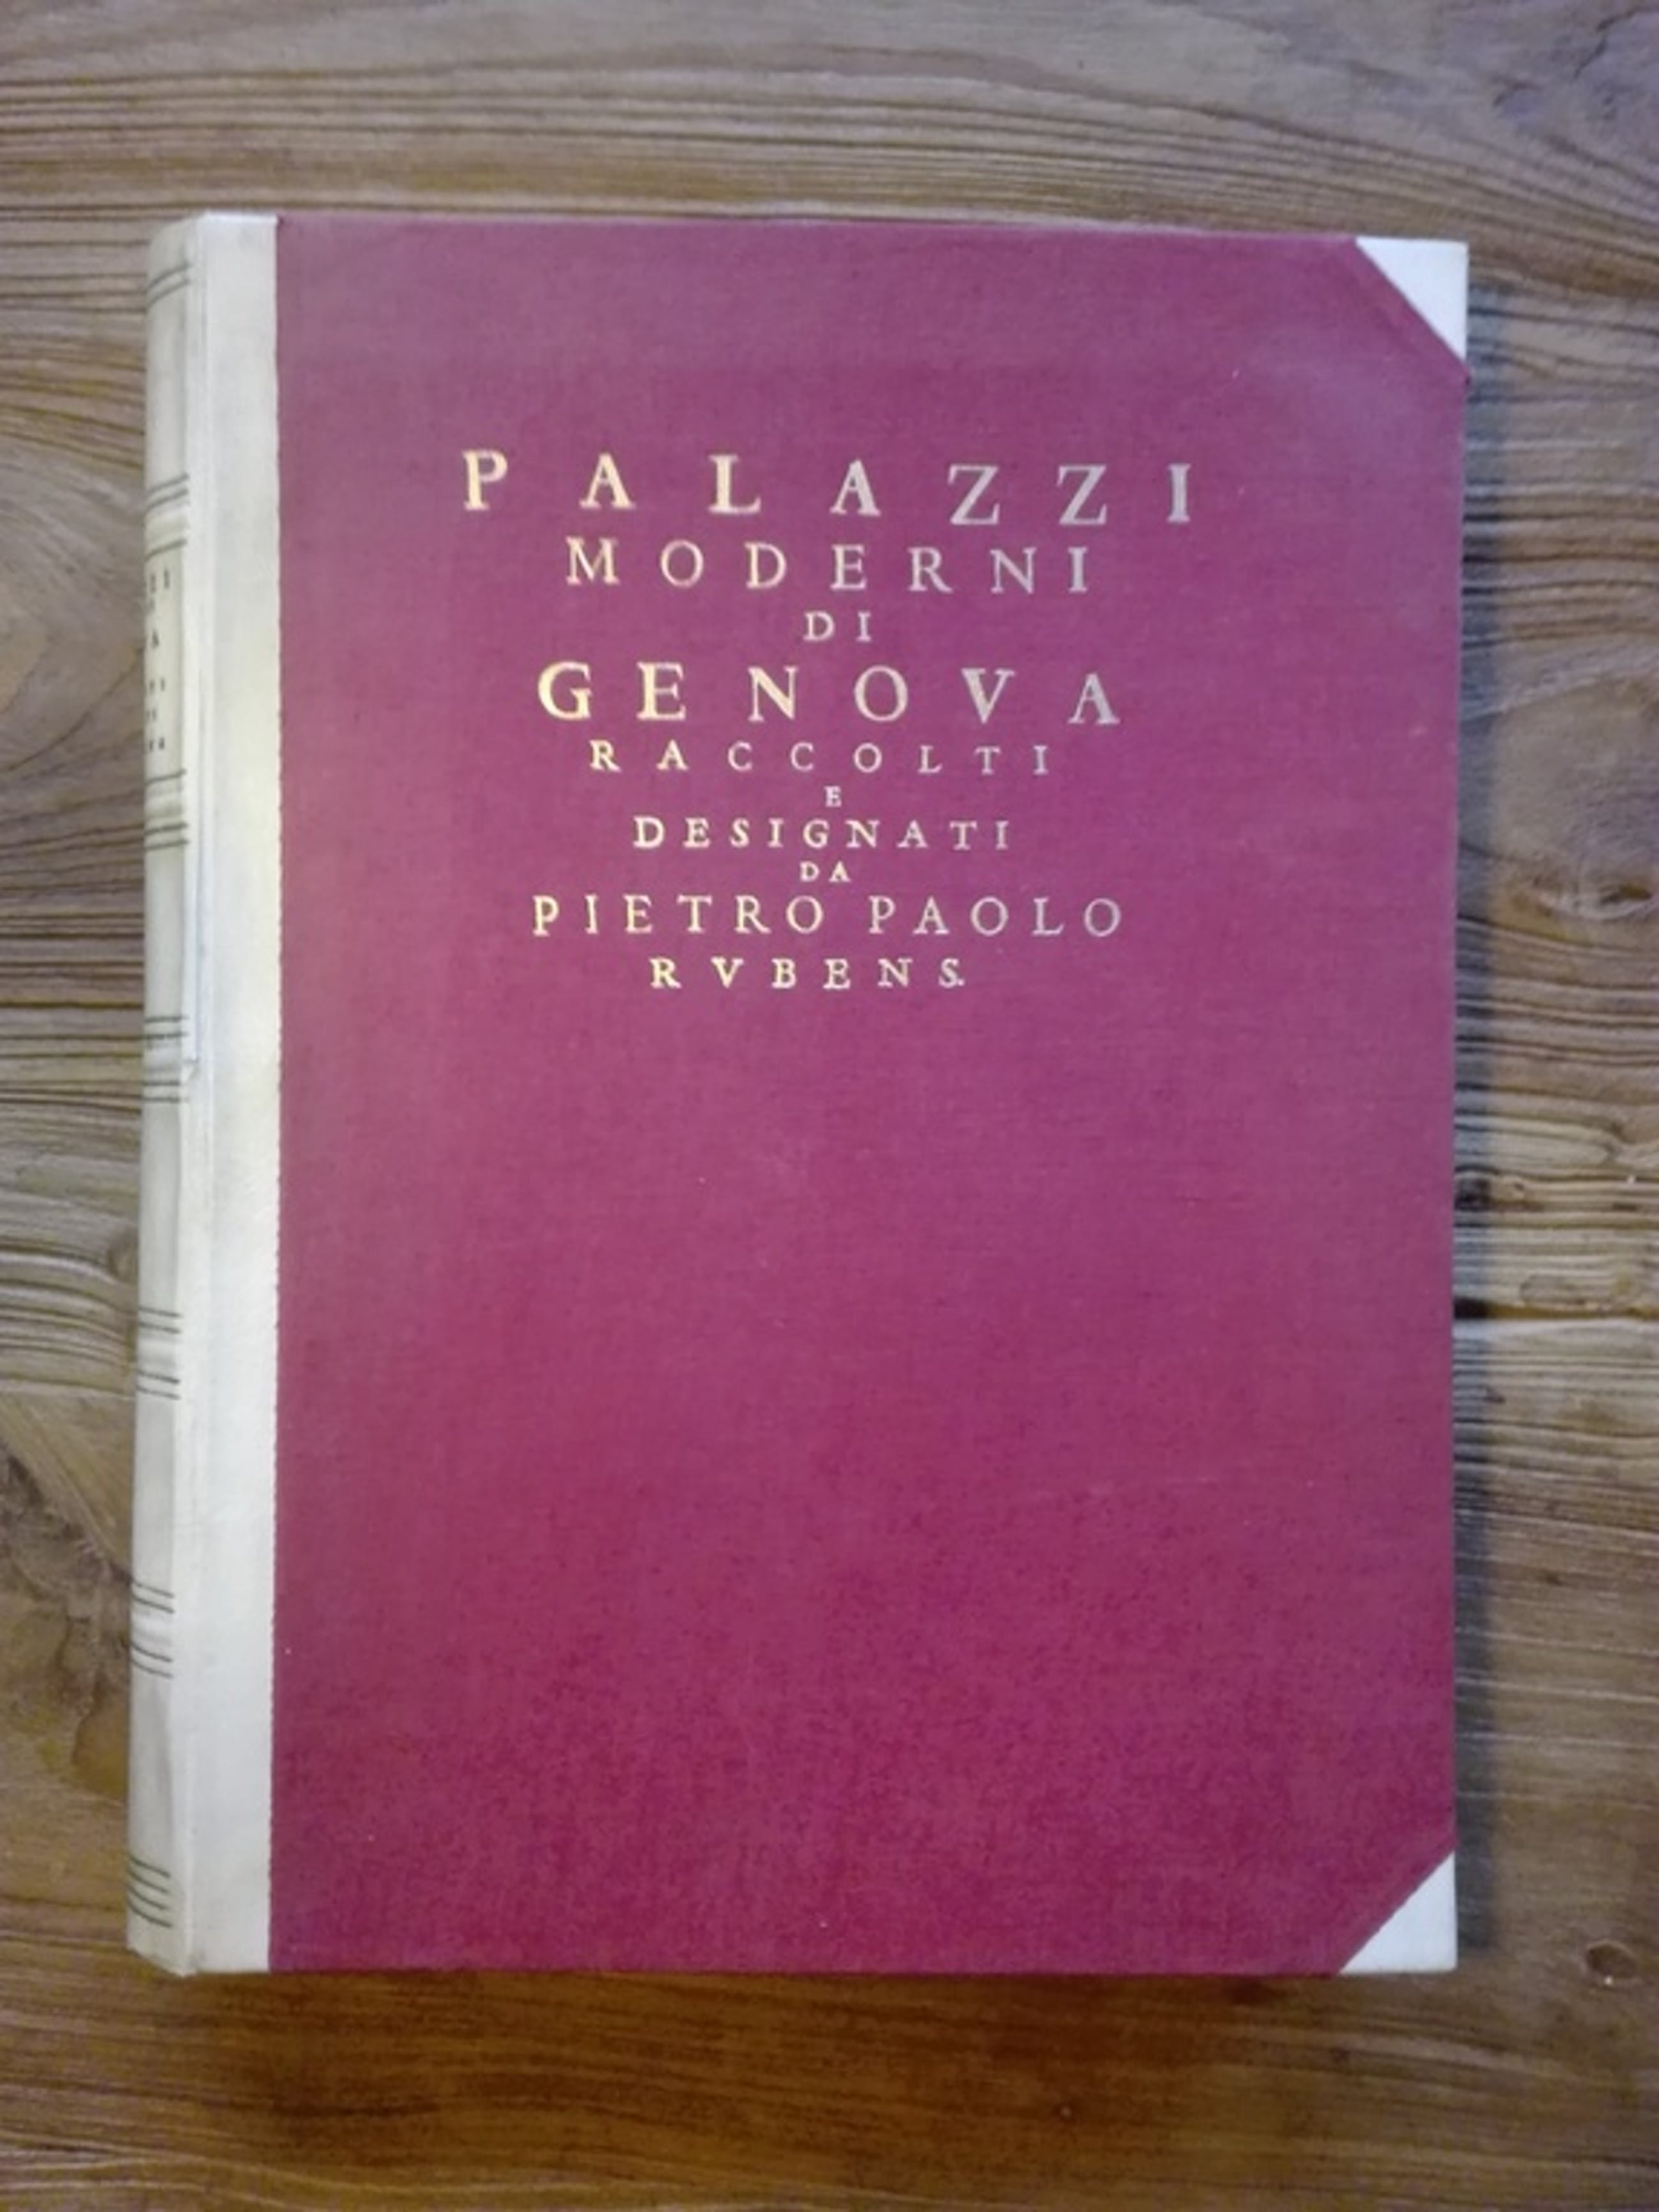 PALAZZI
MODERNI
DI
GENOVA
RACCOLTI
E
DESIGNATI
DA
PIETRO PAOLO
RVBENS.